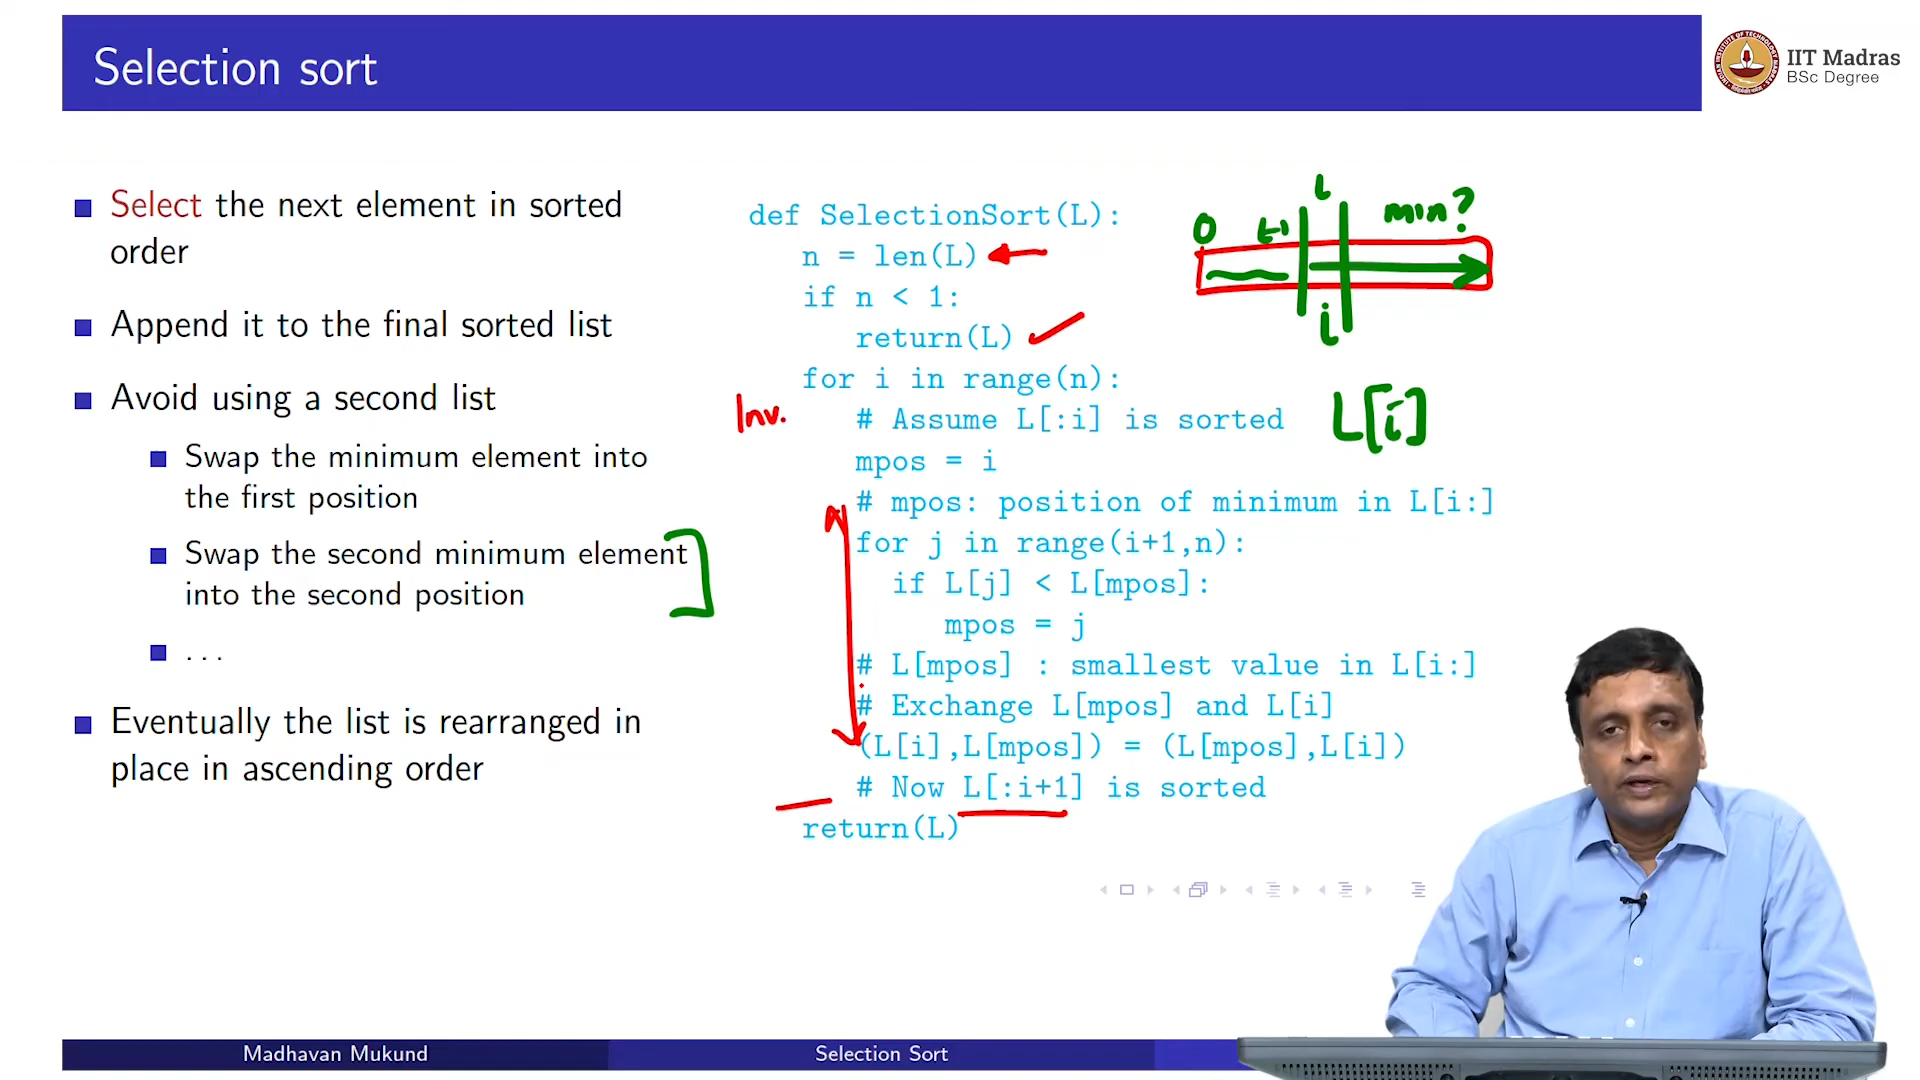 Selection sort
IIT Madras
BSc Degree
Select the next element in sorted
order
Append it to the final sorted list
Avoid using a second list
Swap the minimum element into
the first position
Swap the second minimum element
into the second position
...
Eventually the list is rearranged in
place in ascending order
def SelectionSort(L):
n = len(L)
if n < 1:
return(L)
for i in range(n):
# Assume L[:i] is sorted
mpos = i
# mpos: position of minimum in L[i:]
for j in range(i+1,n):
if L[j] < L[mpos]:
mpos = j
# L[mpos] : smallest value in L[i:]
# Exchange L[mpos] and L[i]
(L[i],L[mpos]) = (L[mpos],L[i])
# Now L[:i+1] is sorted
return(L)
Inv.
0
min?
i
L[i]
Madhavan Mukund
Selection Sort